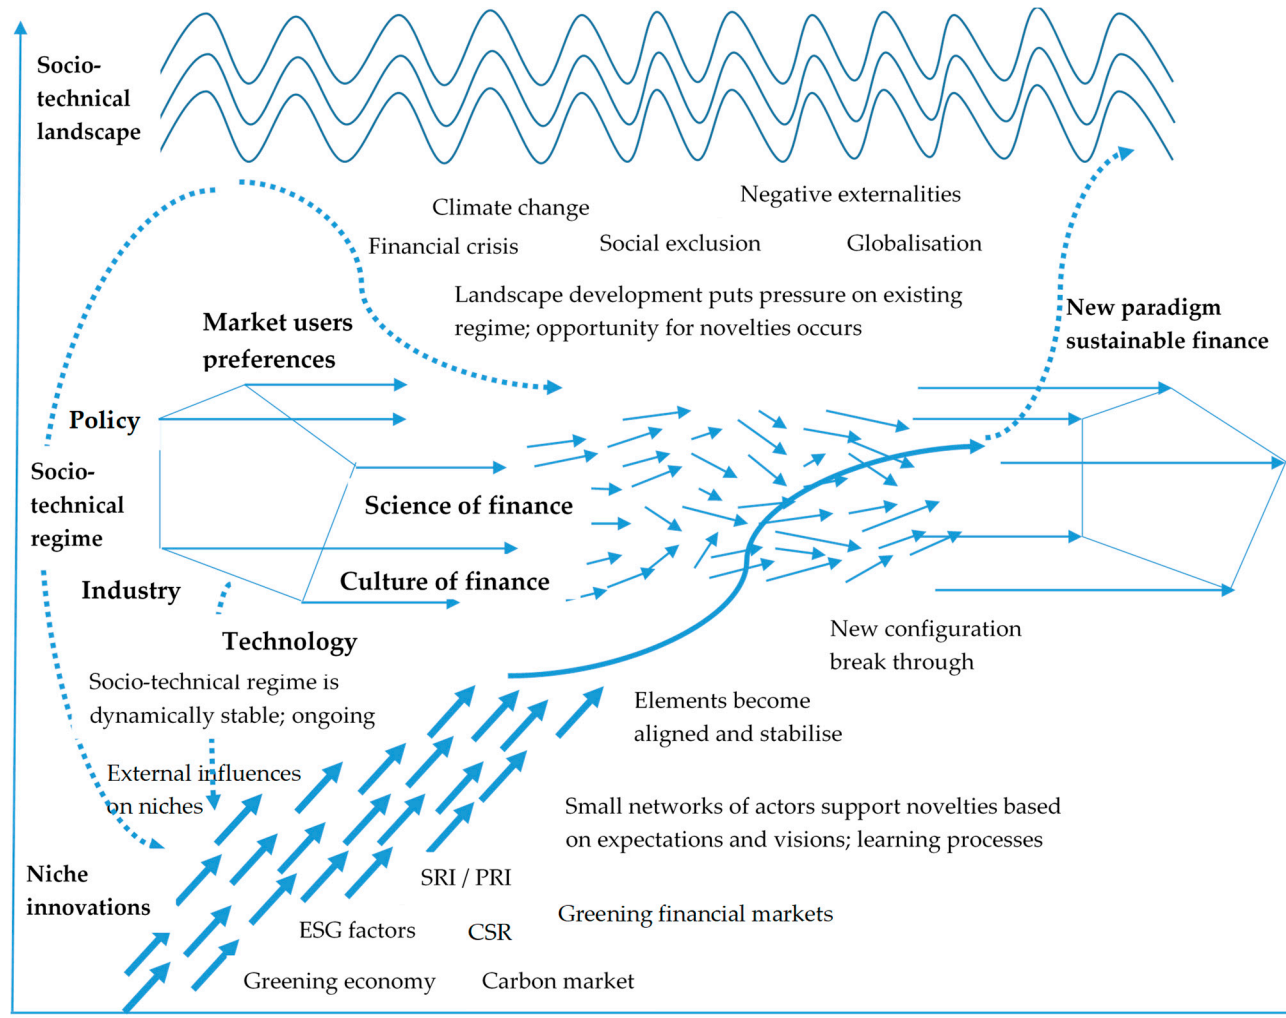 Socio-
technical
landscape
Climate change
Negative externalities
Financial crisis
Social exclusion
Globalisation
Landscape development puts pressure on existing
regime; opportunity for novelties occurs
Market users
preferences
New paradigm
sustainable finance
Policy
Socio-
technical
regime
Science of finance
Culture of finance
Industry
Technology
New configuration
break through
Socio-technical regime is
dynamically stable; ongoing
Elements become
aligned and stabilise
External influences
on niches
Small networks of actors support novelties based
on expectations and visions; learning processes
Niche
innovations
SRI / PRI
Greening financial markets
ESG factors
CSR
Greening economy
Carbon market